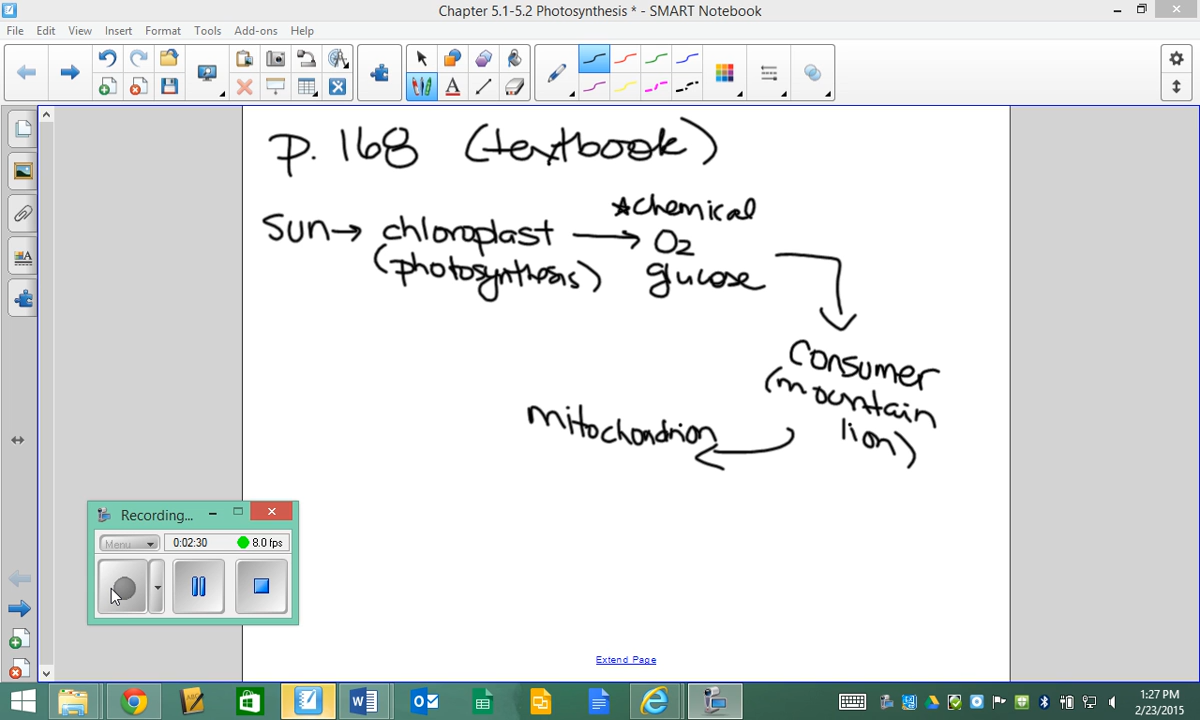 Chapter 5.1-5.2 Photosynthesis * - SMART Notebook
File Edit View Insert Format Tools Add-ons Help
p. 168 (textbook)
*chemical
Sun → chloroplast → O2
(photosynthesis) glucose
Consumer
(mountain
lion)
mitochondrion
Recording...
Menu 0:02:30 8.0 fps
Extend Page
1:27 PM
2/23/2015